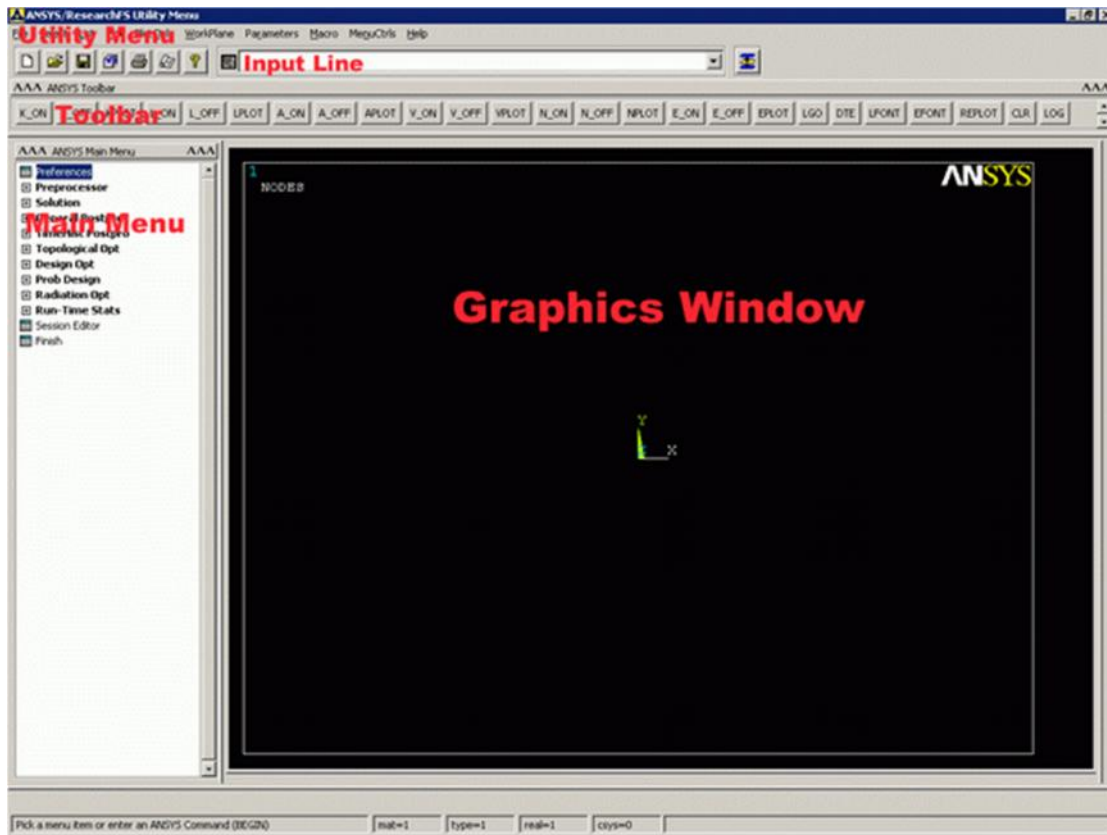 ANSYS/ResearchFS Utility Menu
Utility Menu WorkPlane Parameters Macro MenuCtrls Help
Input Line
ANSYS Toolbar
K_ON Toolbar L_OFF LPLOT A_ON A_OFF APLOT V_ON V_OFF VPLOT N_ON N_OFF NPLOT E_ON E_OFF EPLOT LGO DTE LFONT EFONT REPLOT CLR LOG
ANSYS Main Menu
Preferences
Preprocessor
Solution
General Postproc
Main Menu
TimeHist Postpro
Topological Opt
Design Opt
Prob Design
Radiation Opt
Run-Time Stats
Session Editor
Finish
1
NODES
ANSYS
Graphics Window
Y
X
Pick a menu item or enter an ANSYS Command (BEGIN) mat=1 type=1 real=1 csys=0